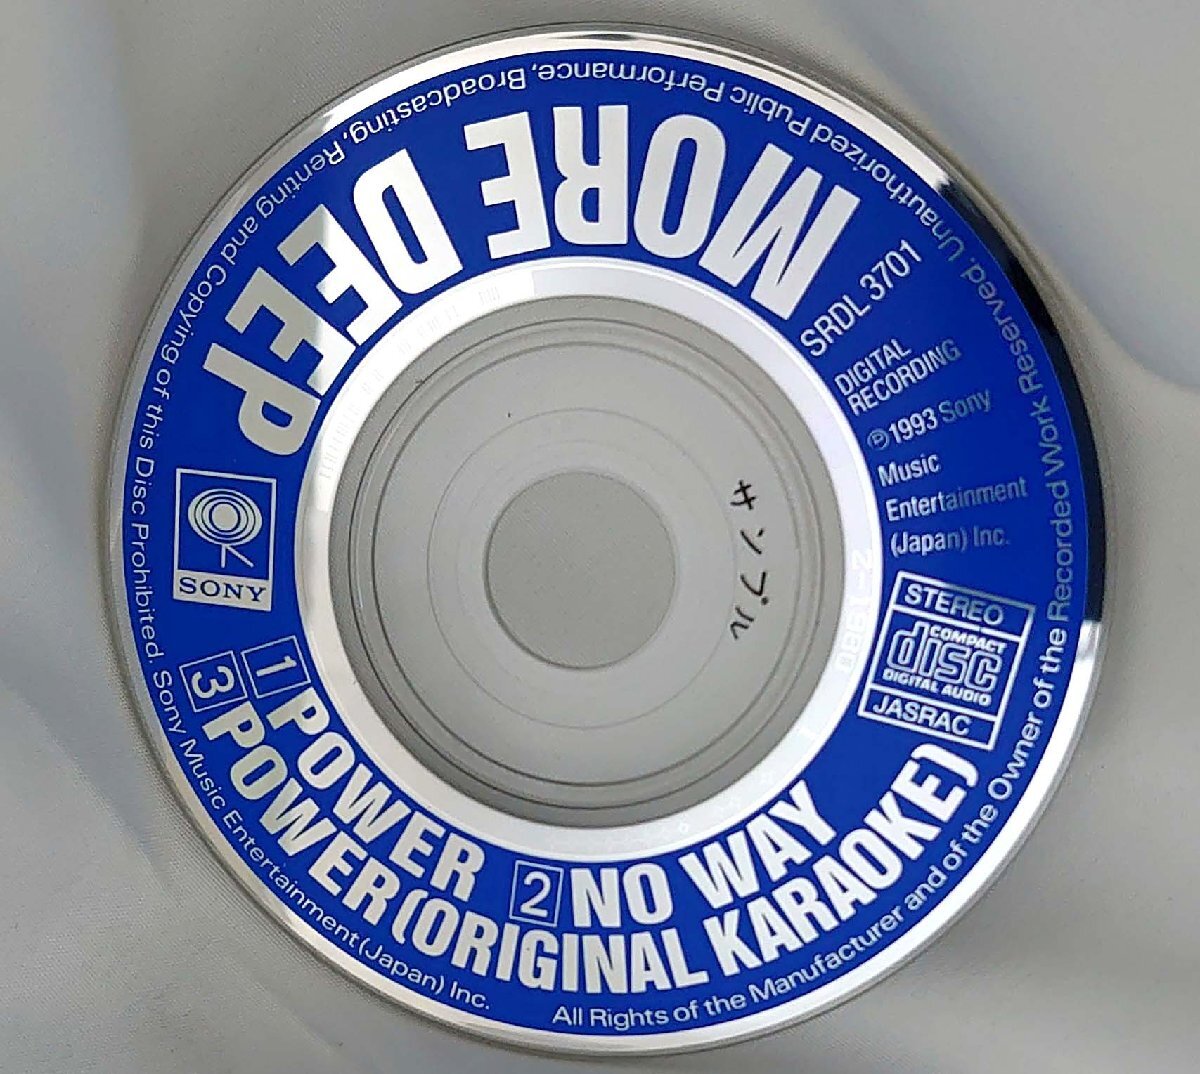 MORE DEEP
SRDL 3701
DIGITAL
RECORDING
Ⓟ1993 Sony
Music
Entertainment
(Japan) Inc.
STEREO
COMPACT
disc
DIGITAL AUDIO
JASRAC
SONY
1 POWER 2 NO WAY
3 POWER (ORIGINAL KARAOKE)
All Rights of the Manufacturer and of the Owner of the Recorded Work Reserved. Unauthorized Public Performance, Broadcasting, Renting and Copying of this Disc Prohibited. Sony Music Entertainment (Japan) Inc.
サンプル